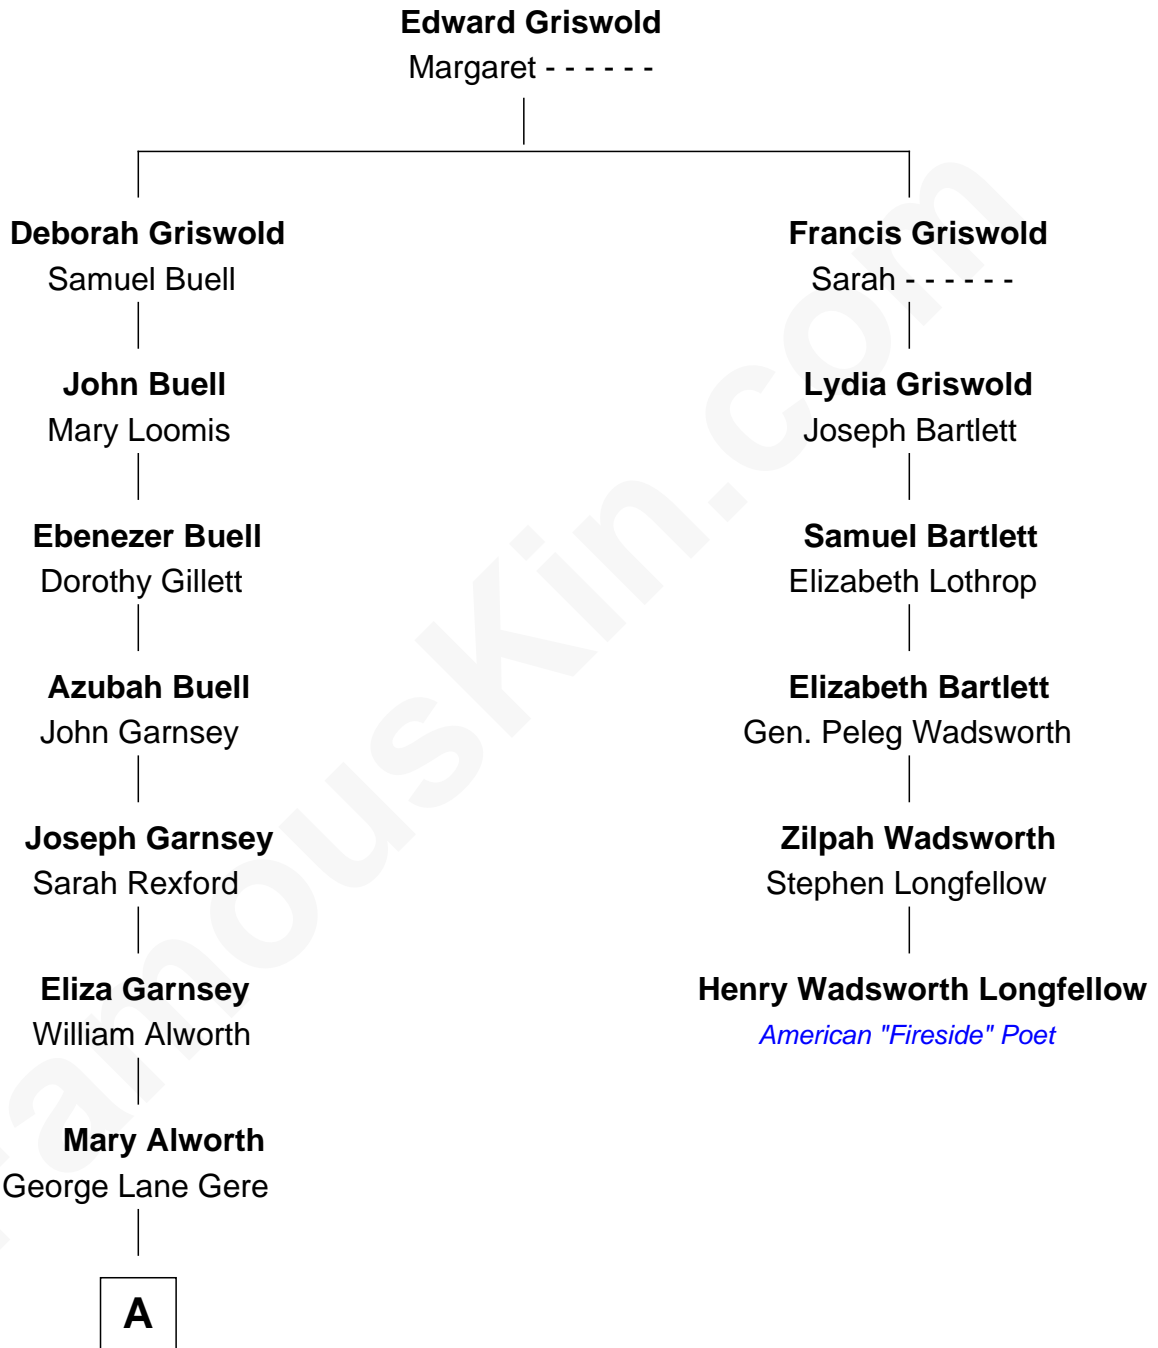 Edward Griswold
Margaret - - - - - -
Deborah Griswold
Samuel Buell
John Buell
Mary Loomis
Ebenezer Buell
Dorothy Gillett
Azubah Buell
John Garnsey
Joseph Garnsey
Sarah Rexford
Eliza Garnsey
William Alworth
Mary Alworth
George Lane Gere
A
Francis Griswold
Sarah - - - - - -
Lydia Griswold
Joseph Bartlett
Samuel Bartlett
Elizabeth Lothrop
Elizabeth Bartlett
Gen. Peleg Wadsworth
Zilpah Wadsworth
Stephen Longfellow
Henry Wadsworth Longfellow
American "Fireside" Poet
FamousKin.com